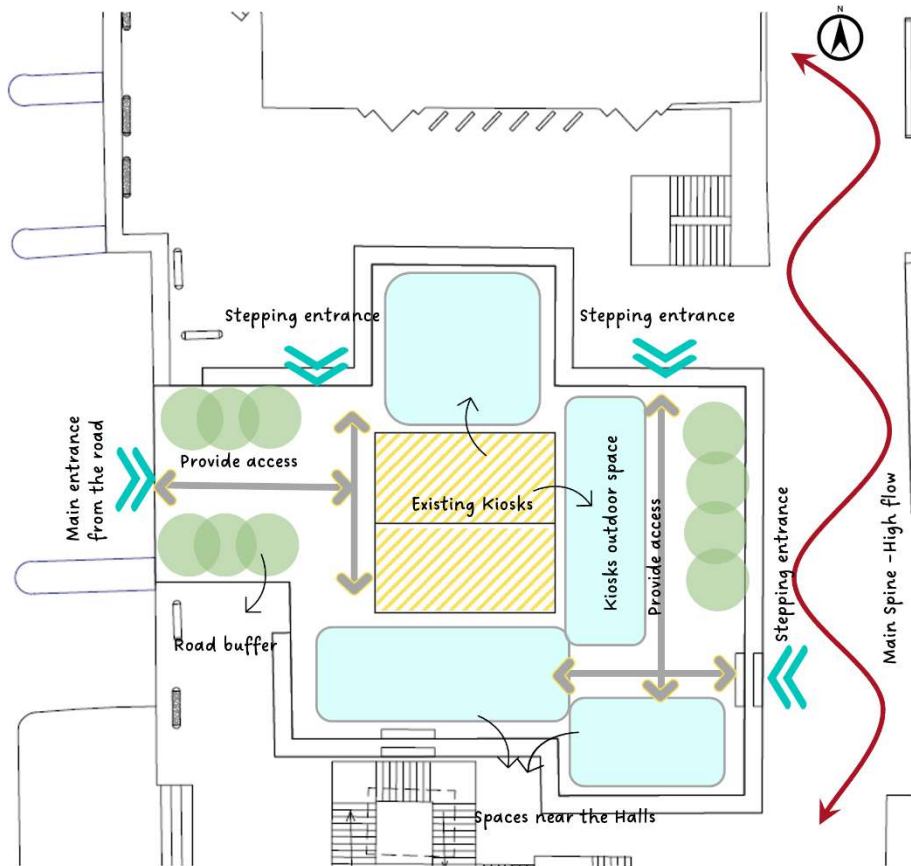 N
Stepping entrance
Stepping entrance
Main entrance
from the road
Provide access
Existing Kiosks
Kiosks outdoor space
Provide access
Stepping entrance
Main Spine -High flow
Road buffer
Spaces near the Halls